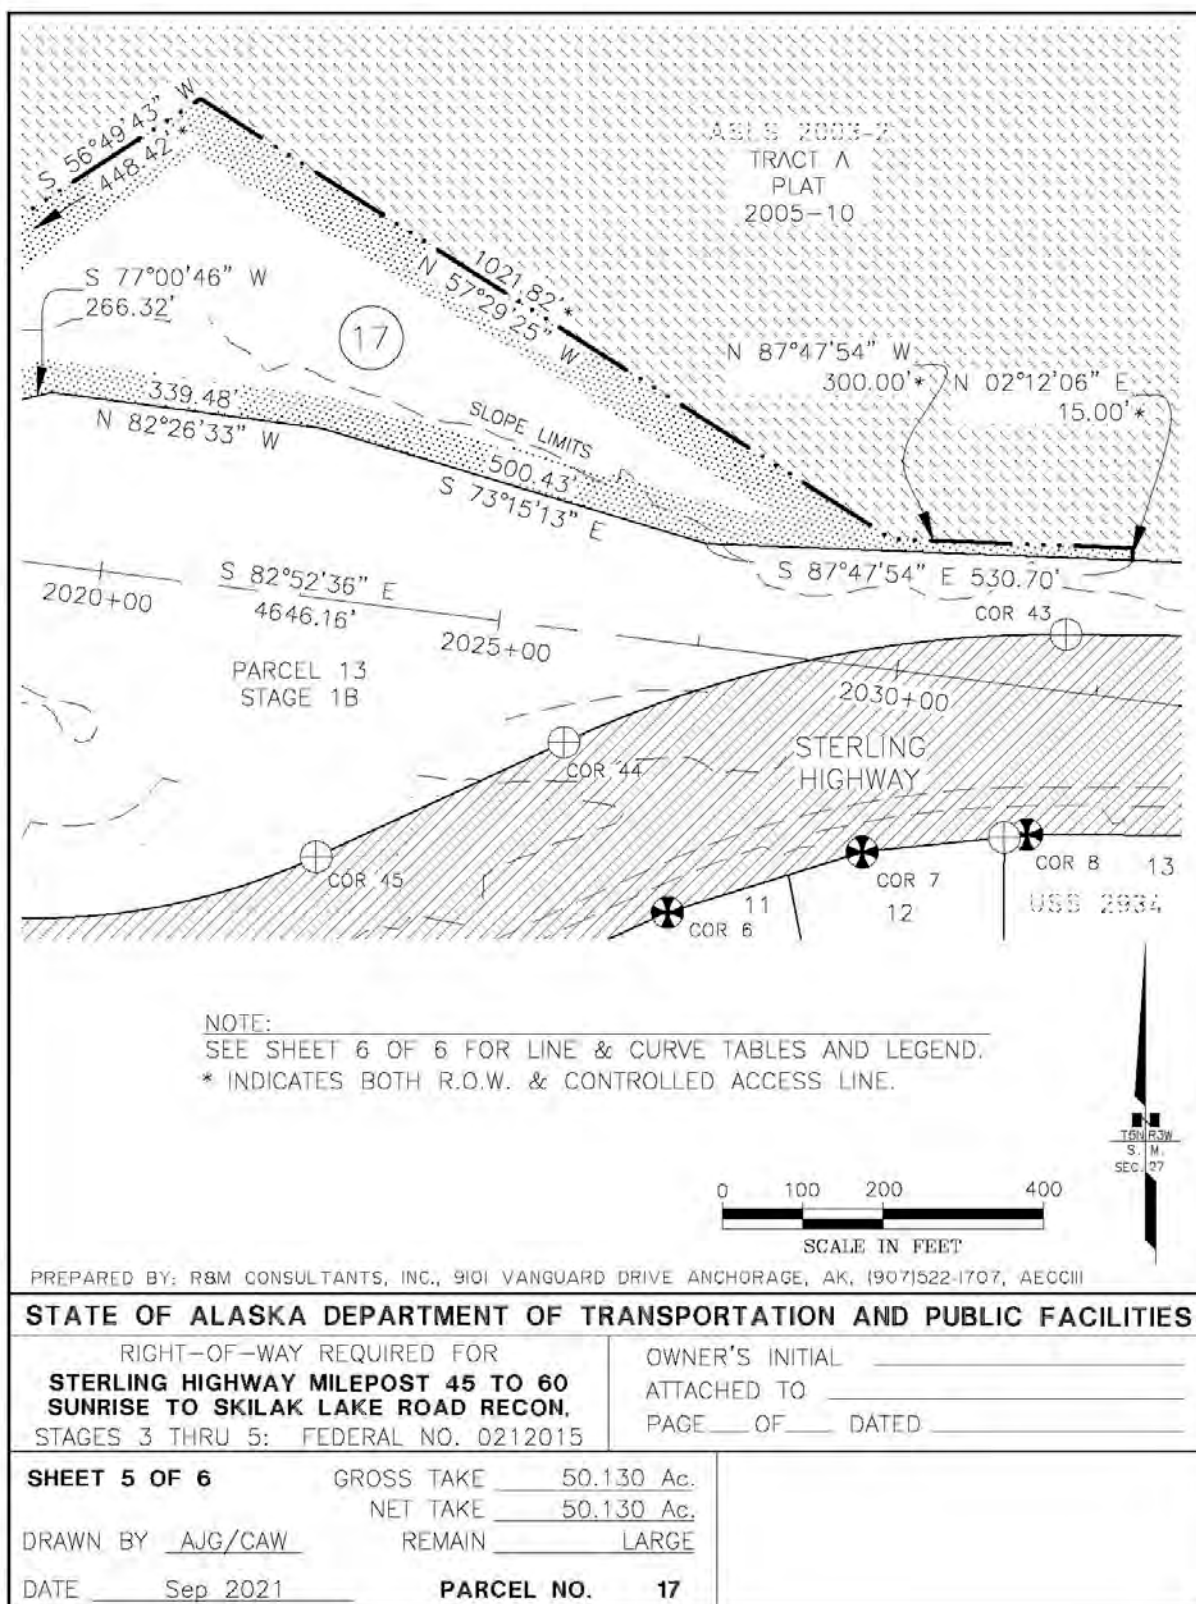 S. 56°49'43" W
448.42' *
ASLS 2003-2
TRACT A
PLAT
2005-10
S 77°00'46" W
266.32'
17
1021.82' *
N 57°29'25" W
N 87°47'54" W
300.00'*
N 02°12'06" E
15.00'*
339.48'
N 82°26'33" W
SLOPE LIMITS
500.43'
S 73°15'13" E
S 87°47'54" E 530.70'
2020+00
S 82°52'36" E
4646.16'
2025+00
COR 43
PARCEL 13
STAGE 1B
2030+00
STERLING
HIGHWAY
COR 44
COR 45
COR 8
13
COR 7
11
12
USS 2934
COR 6
NOTE:
SEE SHEET 6 OF 6 FOR LINE & CURVE TABLES AND LEGEND.
* INDICATES BOTH R.O.W. & CONTROLLED ACCESS LINE.
N
T5N R3W
S. M.
SEC. 27
0 100 200 400
SCALE IN FEET
PREPARED BY: R&M CONSULTANTS, INC., 9101 VANGUARD DRIVE ANCHORAGE, AK, (907)522-1707, AECC111
STATE OF ALASKA DEPARTMENT OF TRANSPORTATION AND PUBLIC FACILITIES
RIGHT-OF-WAY REQUIRED FOR
STERLING HIGHWAY MILEPOST 45 TO 60
SUNRISE TO SKILAK LAKE ROAD RECON.
STAGES 3 THRU 5: FEDERAL NO. 0212015
OWNER'S INITIAL
ATTACHED TO
PAGE OF DATED
SHEET 5 OF 6
GROSS TAKE 50.130 Ac.
NET TAKE 50.130 Ac.
DRAWN BY AJG/CAW
REMAIN LARGE
DATE Sep 2021
PARCEL NO. 17